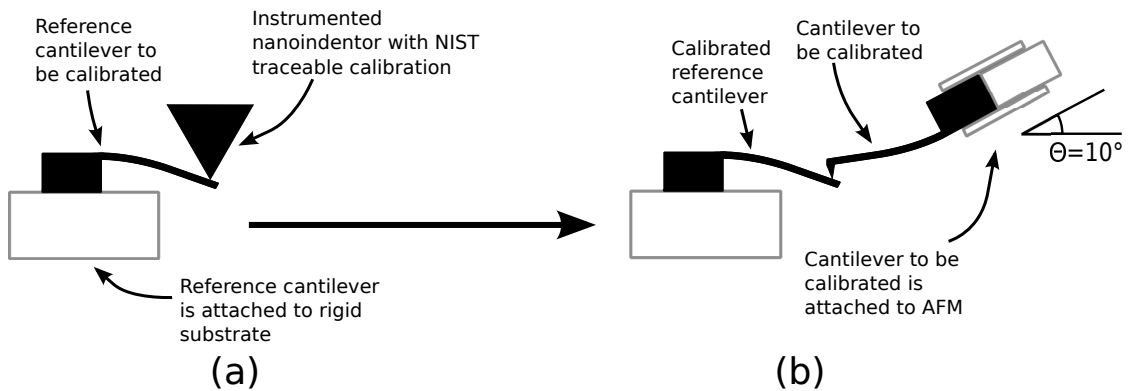 Reference
cantilever to
be calibrated
Instrumented
nanoindentor with NIST
traceable calibration
Reference cantilever
is attached to rigid
substrate
(a)
Calibrated
reference
cantilever
Cantilever to
be calibrated
Θ=10°
Cantilever to be
calibrated is
attached to AFM
(b)